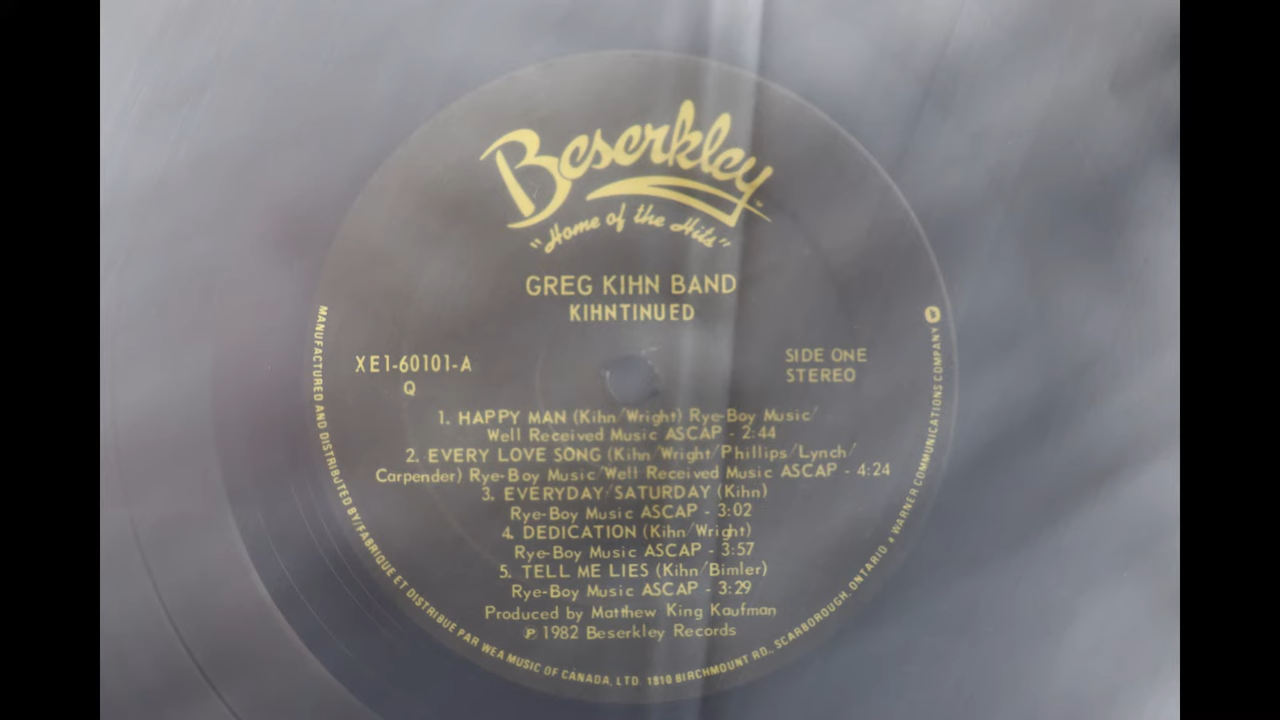 Beserkley
"Home of the Hits"
GREG KIHN BAND
KIHNTINUED
XE1-60101-A
Q
SIDE ONE
STEREO
1. HAPPY MAN (Kihn/Wright) Rye-Boy Music/
Well Received Music ASCAP - 2:44
2. EVERY LOVE SONG (Kihn/Wright/Phillips/Lynch/
Carpender) Rye-Boy Music/Well Received Music ASCAP - 4:24
3. EVERYDAY/SATURDAY (Kihn)
Rye-Boy Music ASCAP - 3:02
4. DEDICATION (Kihn/Wright)
Rye-Boy Music ASCAP - 3:57
5. TELL ME LIES (Kihn/Bimler)
Rye-Boy Music ASCAP - 3:29
Produced by Matthew King Kaufman
℗ 1982 Beserkley Records
MANUFACTURED AND DISTRIBUTED BY/FABRIQUE ET DISTRIBUE PAR WEA MUSIC OF CANADA, LTD. 1810 BIRCHMOUNT RD., SCARBOROUGH, ONTARIO • WARNER COMMUNICATIONS COMPANY